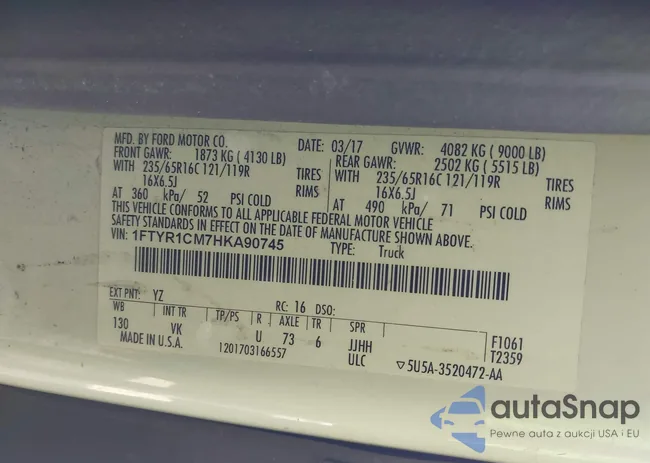 MFD. BY FORD MOTOR CO. DATE: 03/17 GVWR: 4082 KG ( 9000 LB)
FRONT GAWR: 1873 KG ( 4130 LB) REAR GAWR: 2502 KG ( 5515 LB)
WITH 235/65R16C 121/119R TIRES WITH 235/65R16C 121/119R TIRES
16X6.5J RIMS 16X6.5J RIMS
AT 360 kPa/ 52 PSI COLD AT 490 kPa/ 71 PSI COLD
THIS VEHICLE CONFORMS TO ALL APPLICABLE FEDERAL MOTOR VEHICLE
SAFETY STANDARDS IN EFFECT ON THE DATE OF MANUFACTURE SHOWN ABOVE.
VIN: 1FTYR1CM7HKA90745 TYPE: Truck
EXT PNT: YZ RC: 16 DSO:
WB INT TR TP/PS R AXLE TR SPR F1061
130 VK U 73 6 JJHH T2359
MADE IN U.S.A. 1201703166557 ULC ▽5U5A-3520472-AA
autaSnap
Pewne auta z aukcji USA i EU